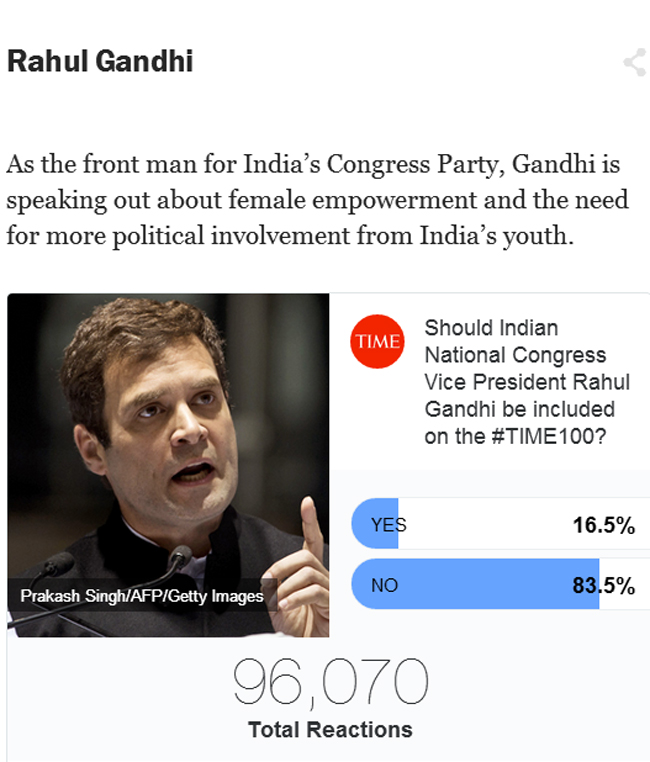 Rahul Gandhi
As the front man for India’s Congress Party, Gandhi is
speaking out about female empowerment and the need
for more political involvement from India’s youth.
TIME
Should Indian
National Congress
Vice President Rahul
Gandhi be included
on the #TIME100?
YES 16.5%
NO 83.5%
Prakash Singh/AFP/Getty Images
96,070
Total Reactions